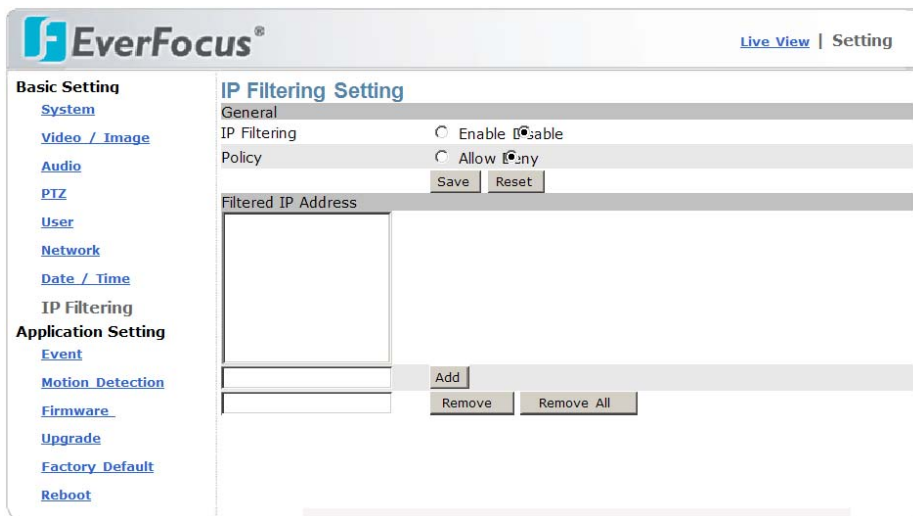 EverFocus®
Live View | Setting
Basic Setting
System
Video / Image
Audio
PTZ
User
Network
Date / Time
IP Filtering
Application Setting
Event
Motion Detection
Firmware
Upgrade
Factory Default
Reboot
IP Filtering Setting
General
IP Filtering Enable
Policy Allow
Save Reset
Filtered IP Address
Add
Remove Remove All